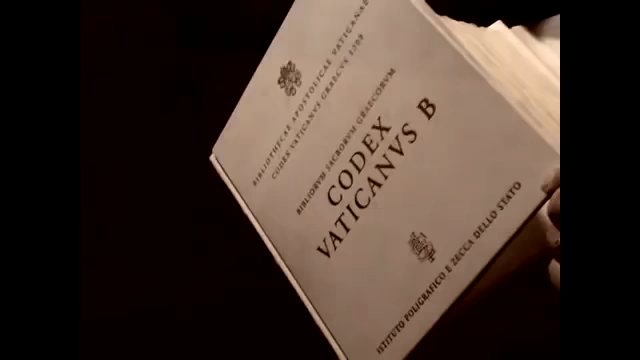 BIBLIOTHECAE APOSTOLICAE VATICANAE
CODEX VATICANVS GRAECVS 1209
BIBLIORVM SACRORVM GRAECORVM
CODEX
VATICANVS B
ISTITUTO POLIGRAFICO E ZECCA DELLO STATO